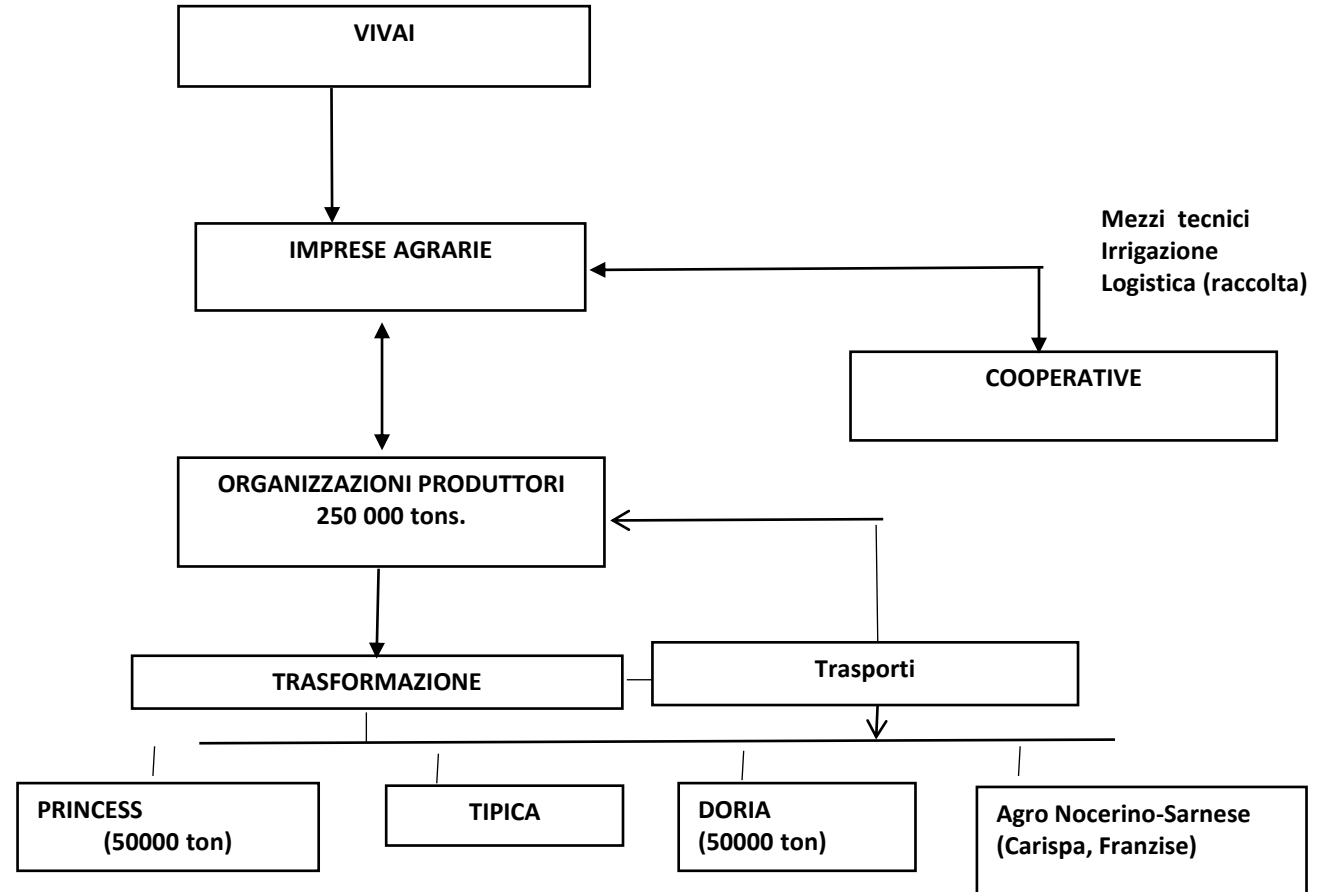 VIVAI
IMPRESE AGRARIE
Mezzi tecnici
Irrigazione
Logistica (raccolta)
COOPERATIVE
ORGANIZZAZIONI PRODUTTORI
250 000 tons.
TRASFORMAZIONE
Trasporti
PRINCESS
(50000 ton)
TIPICA
DORIA
(50000 ton)
Agro Nocerino-Sarnese
(Carispa, Franzise)